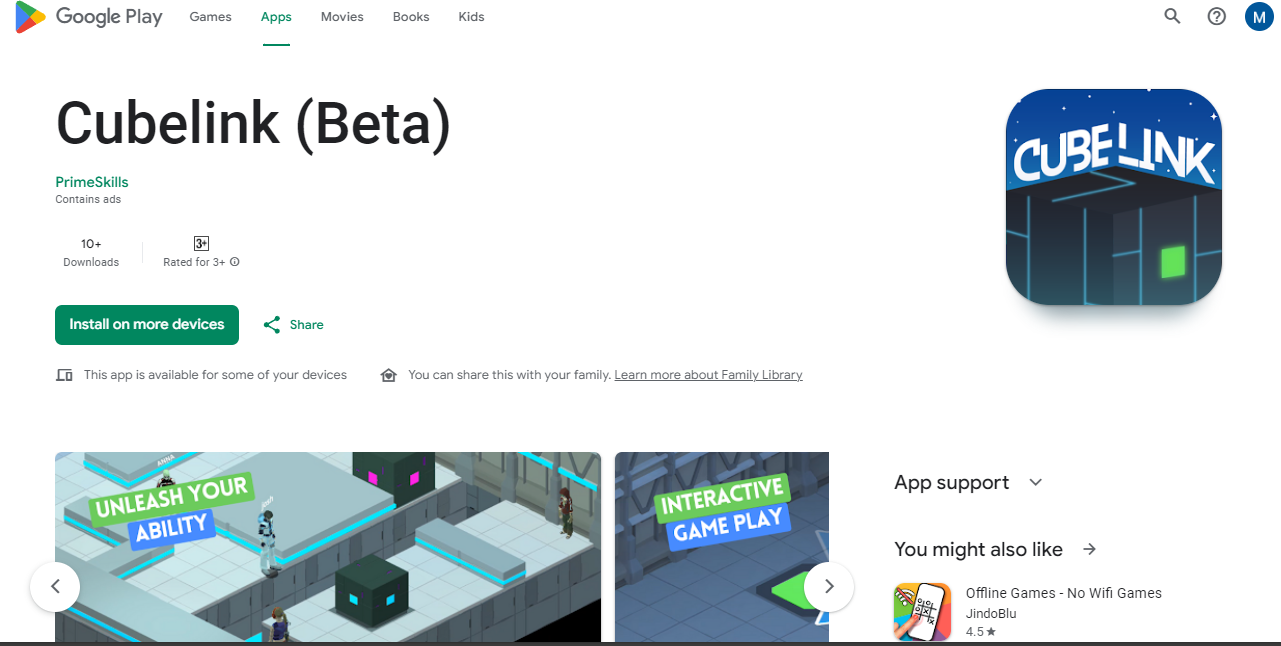 Google Play
Games
Apps
Movies
Books
Kids
M
Cubelink (Beta)
CUBELINK
PrimeSkills
Contains ads
10+
3+
Downloads
Rated for 3+
Install on more devices
Share
This app is available for some of your devices
You can share this with your family. Learn more about Family Library
ANNA
UNLEASH YOUR
ABILITY
INTERACTIVE
GAME PLAY
App support
You might also like
Offline Games - No Wifi Games
JindoBlu
4.5★